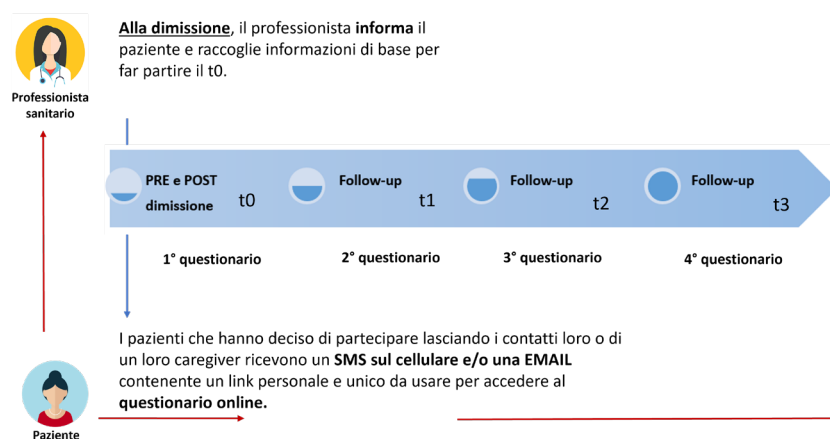 Alla dimissione, il professionista informa il
paziente e raccoglie informazioni di base per
far partire il t0.
Professionista
sanitario
PRE e POST
dimissione
t0
Follow-up
t1
Follow-up
t2
Follow-up
t3
1° questionario
2° questionario
3° questionario
4° questionario
I pazienti che hanno deciso di partecipare lasciando i contatti loro o di
un loro caregiver ricevono un SMS sul cellulare e/o una EMAIL
contenente un link personale e unico da usare per accedere al
questionario online.
Paziente